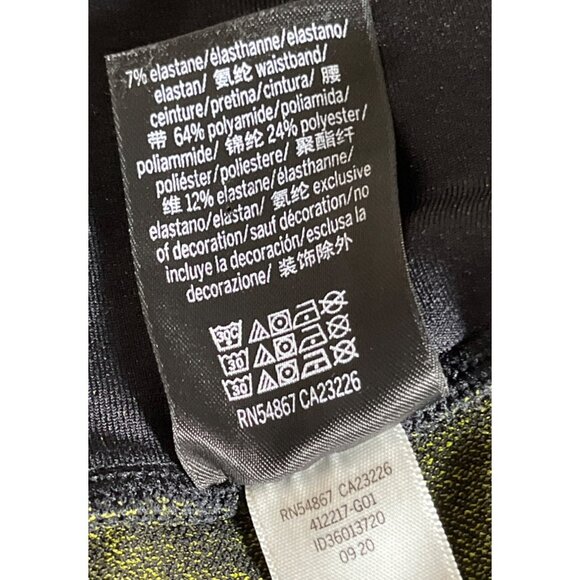 7% elastane/élasthanne/elastano/
elastan/ 氨纶 waistband/
ceinture/pretina/cintura/ 腰
带 64% polyamide/poliamida/
poliammide/ 锦纶 24% polyester/
poliéster/poliestere/ 聚酯纤
维 12% elastane/élasthanne/
elastano/elastan/ 氨纶 exclusive
of decoration/sauf décoration/no
incluye la decoración/esclusa la
decorazione/ 装饰除外
30
30
RN54867 CA23226
RN54867 CA23226
412217-G01
ID36013720
09 20